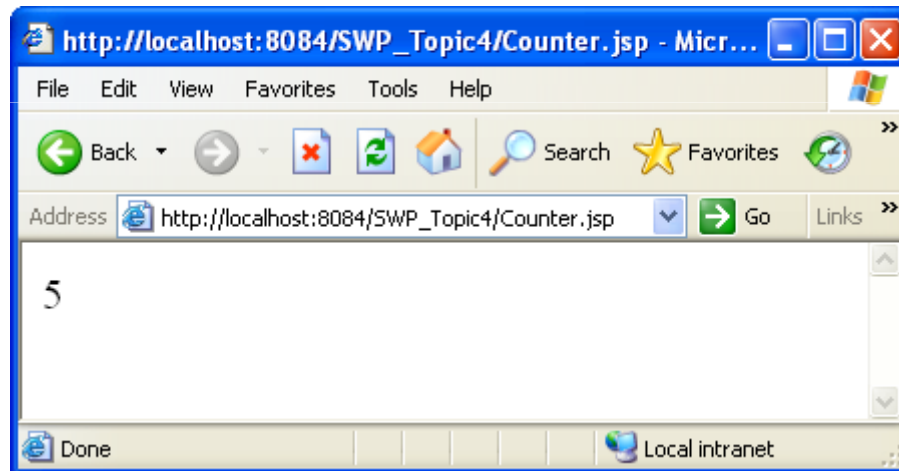 http://localhost:8084/SWP_Topic4/Counter.jsp - Micr...
File Edit View Favorites Tools Help
Back Search Favorites »
Address http://localhost:8084/SWP_Topic4/Counter.jsp Go Links »
5
Done Local intranet